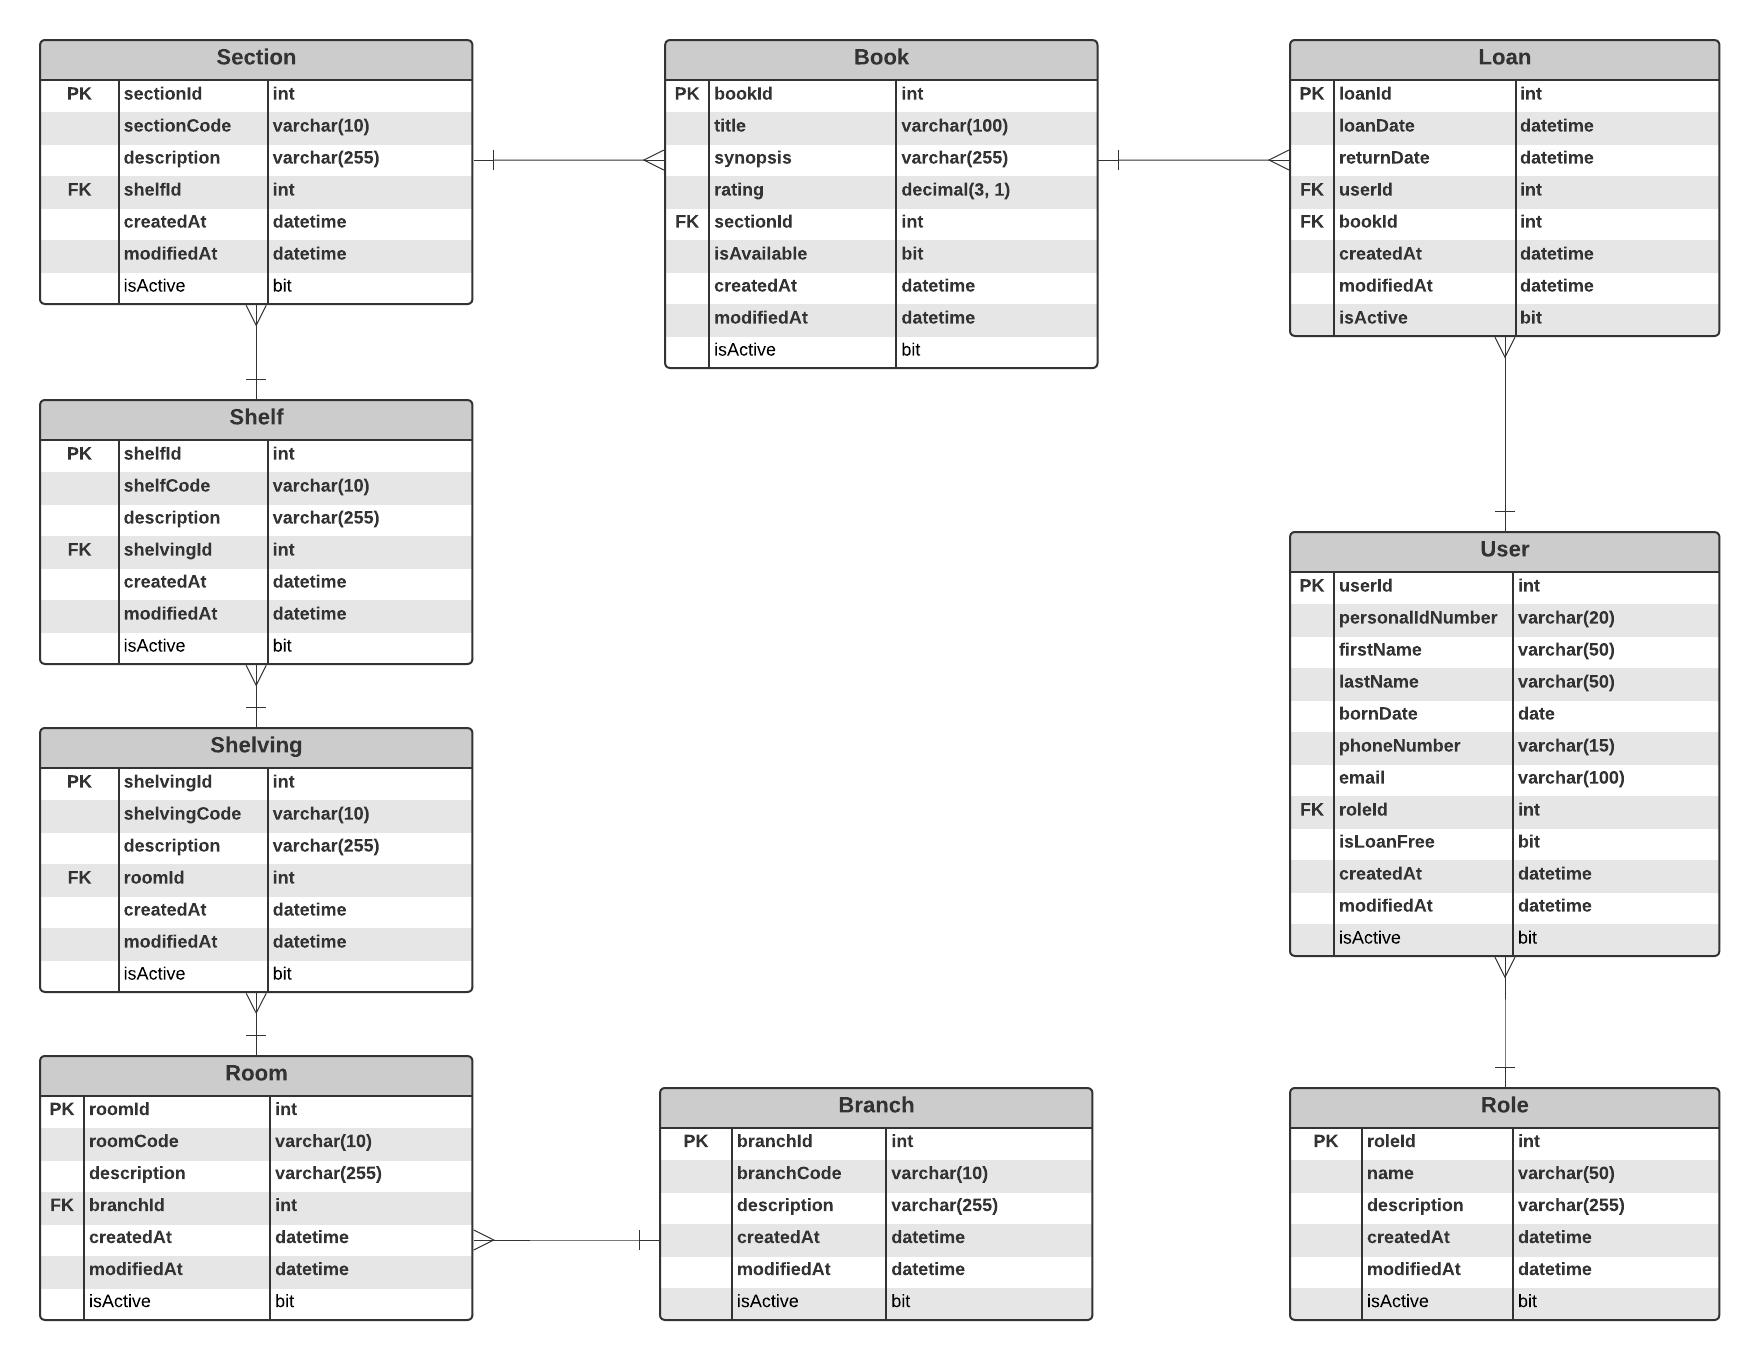 Section
PK sectionId int
sectionCode varchar(10)
description varchar(255)
FK shelfId int
createdAt datetime
modifiedAt datetime
isActive bit
Book
PK bookId int
title varchar(100)
synopsis varchar(255)
rating decimal(3, 1)
FK sectionId int
isAvailable bit
createdAt datetime
modifiedAt datetime
isActive bit
Loan
PK loanId int
loanDate datetime
returnDate datetime
FK userId int
FK bookId int
createdAt datetime
modifiedAt datetime
isActive bit
Shelf
PK shelfId int
shelfCode varchar(10)
description varchar(255)
FK shelvingId int
createdAt datetime
modifiedAt datetime
isActive bit
User
PK userId int
personalIdNumber varchar(20)
firstName varchar(50)
lastName varchar(50)
bornDate date
phoneNumber varchar(15)
email varchar(100)
FK roleId int
isLoanFree bit
createdAt datetime
modifiedAt datetime
isActive bit
Shelving
PK shelvingId int
shelvingCode varchar(10)
description varchar(255)
FK roomId int
createdAt datetime
modifiedAt datetime
isActive bit
Room
PK roomId int
roomCode varchar(10)
description varchar(255)
FK branchId int
createdAt datetime
modifiedAt datetime
isActive bit
Branch
PK branchId int
branchCode varchar(10)
description varchar(255)
createdAt datetime
modifiedAt datetime
isActive bit
Role
PK roleId int
name varchar(50)
description varchar(255)
createdAt datetime
modifiedAt datetime
isActive bit